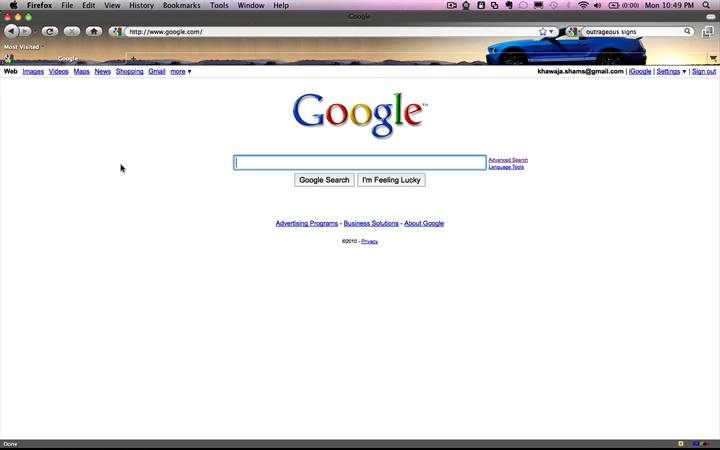 Firefox File Edit View History Bookmarks Tools Window Help (0:00) Mon 10:49 PM
Google
http://www.google.com/ outrageous signs
Most Visited
Google
Web Images Videos Maps News Shopping Gmail more ▼ khawaja.shams@gmail.com | iGoogle | Settings ▼ | Sign out
Google™
Advanced Search
Language Tools
Google Search I'm Feeling Lucky
Advertising Programs - Business Solutions - About Google
©2010 - Privacy
Done